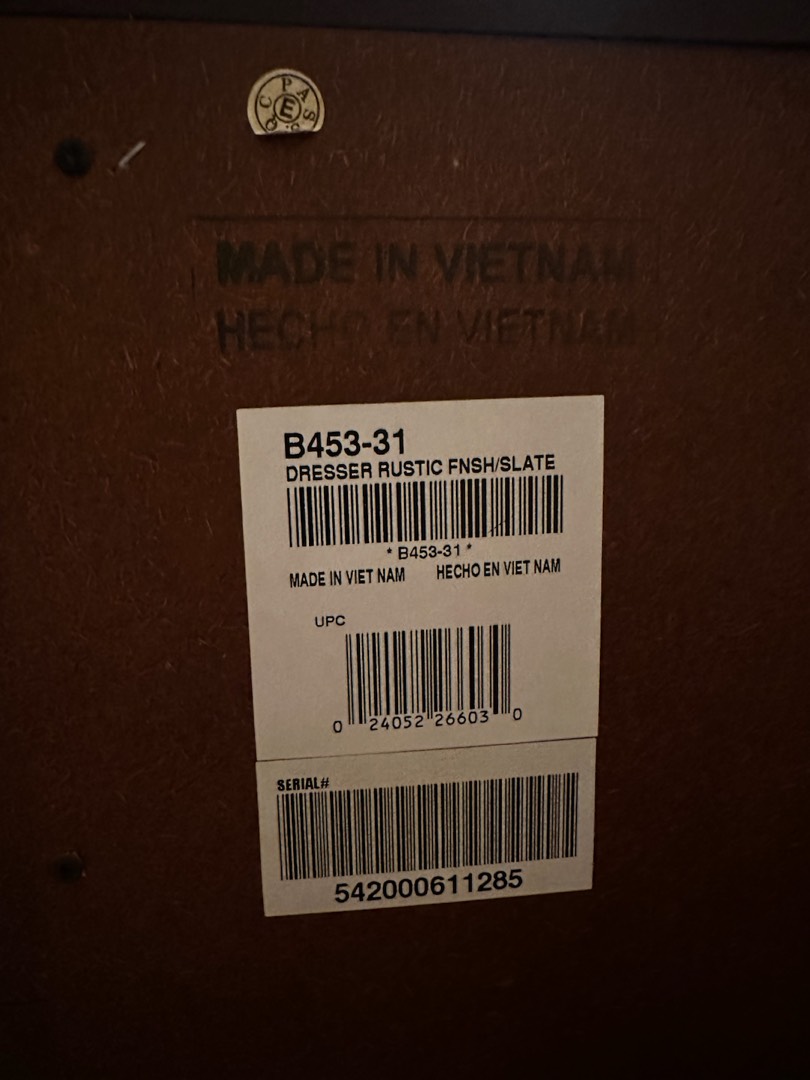 Q.C. PASS
E
MADE IN VIETNAM
HECHO EN VIETNAM
B453-31
DRESSER RUSTIC FNSH/SLATE
* B453-31 *
MADE IN VIET NAM HECHO EN VIET NAM
UPC
0 24052 26603 0
SERIAL#
542000611285